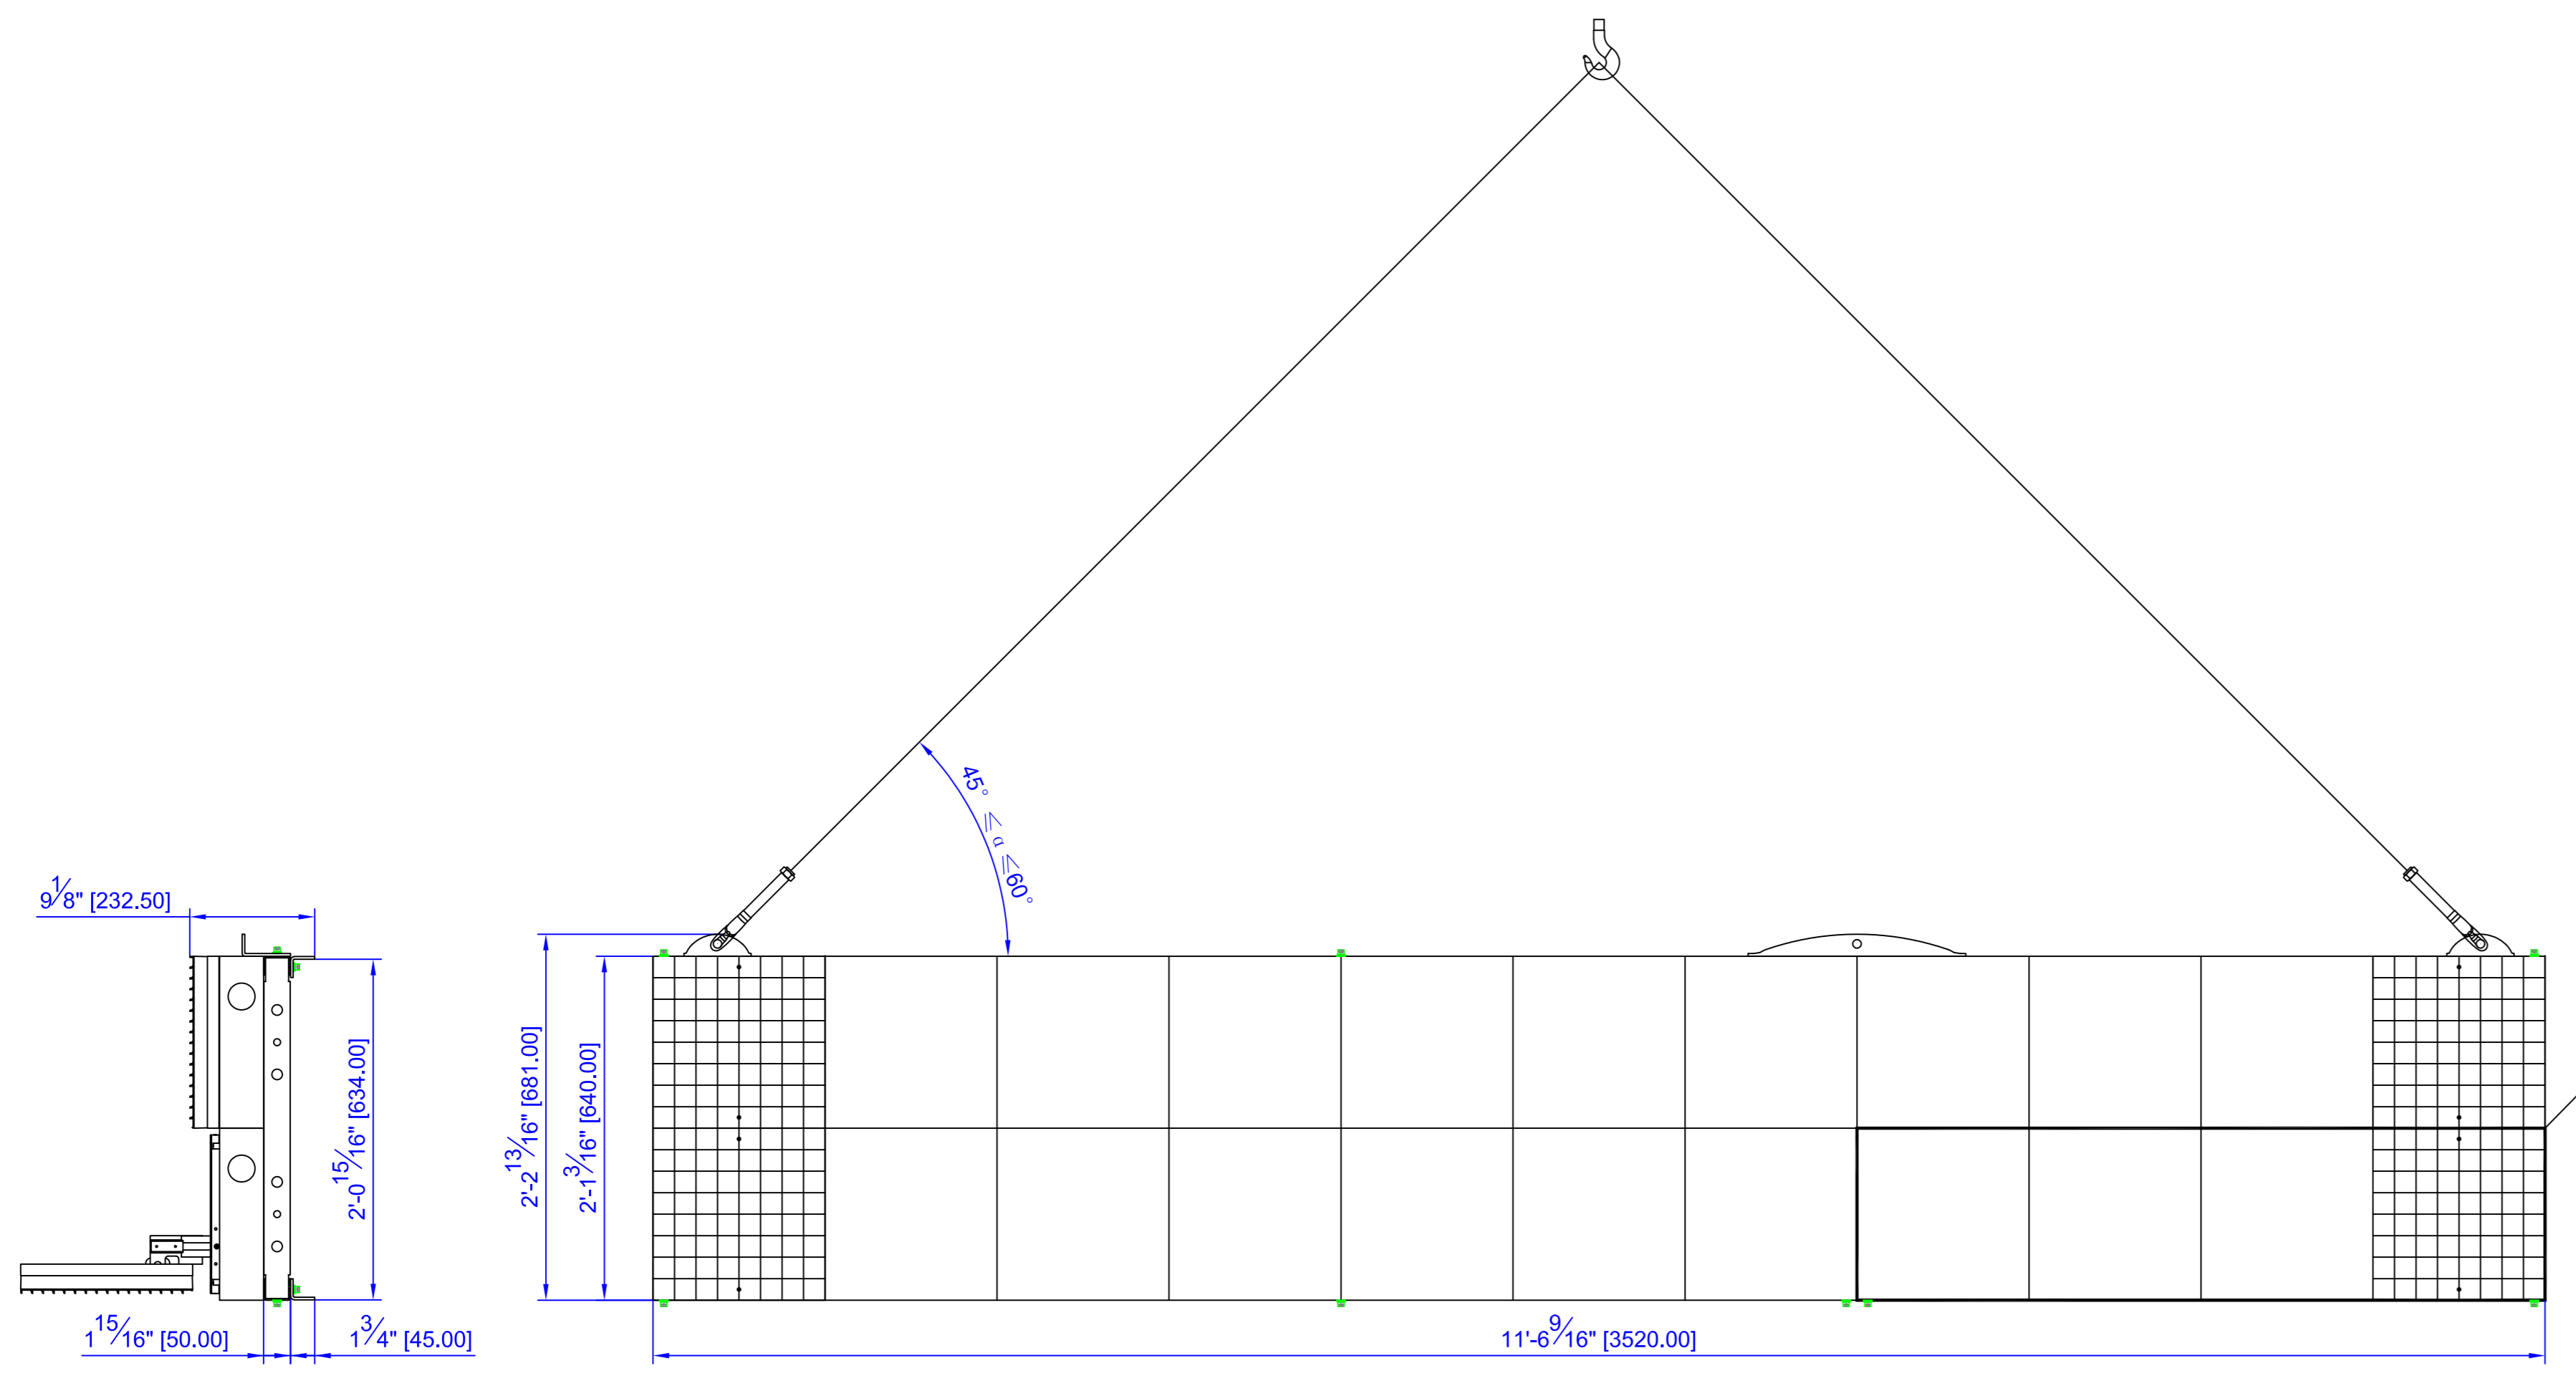 45° ≤ α ≤60°
9 1/8" [232.50]
2'-0 15/16" [634.00]
2'-2 13/16" [681.00]
2'-1 3/16" [640.00]
1 15/16" [50.00]
1 3/4" [45.00]
11'-6 9/16" [3520.00]